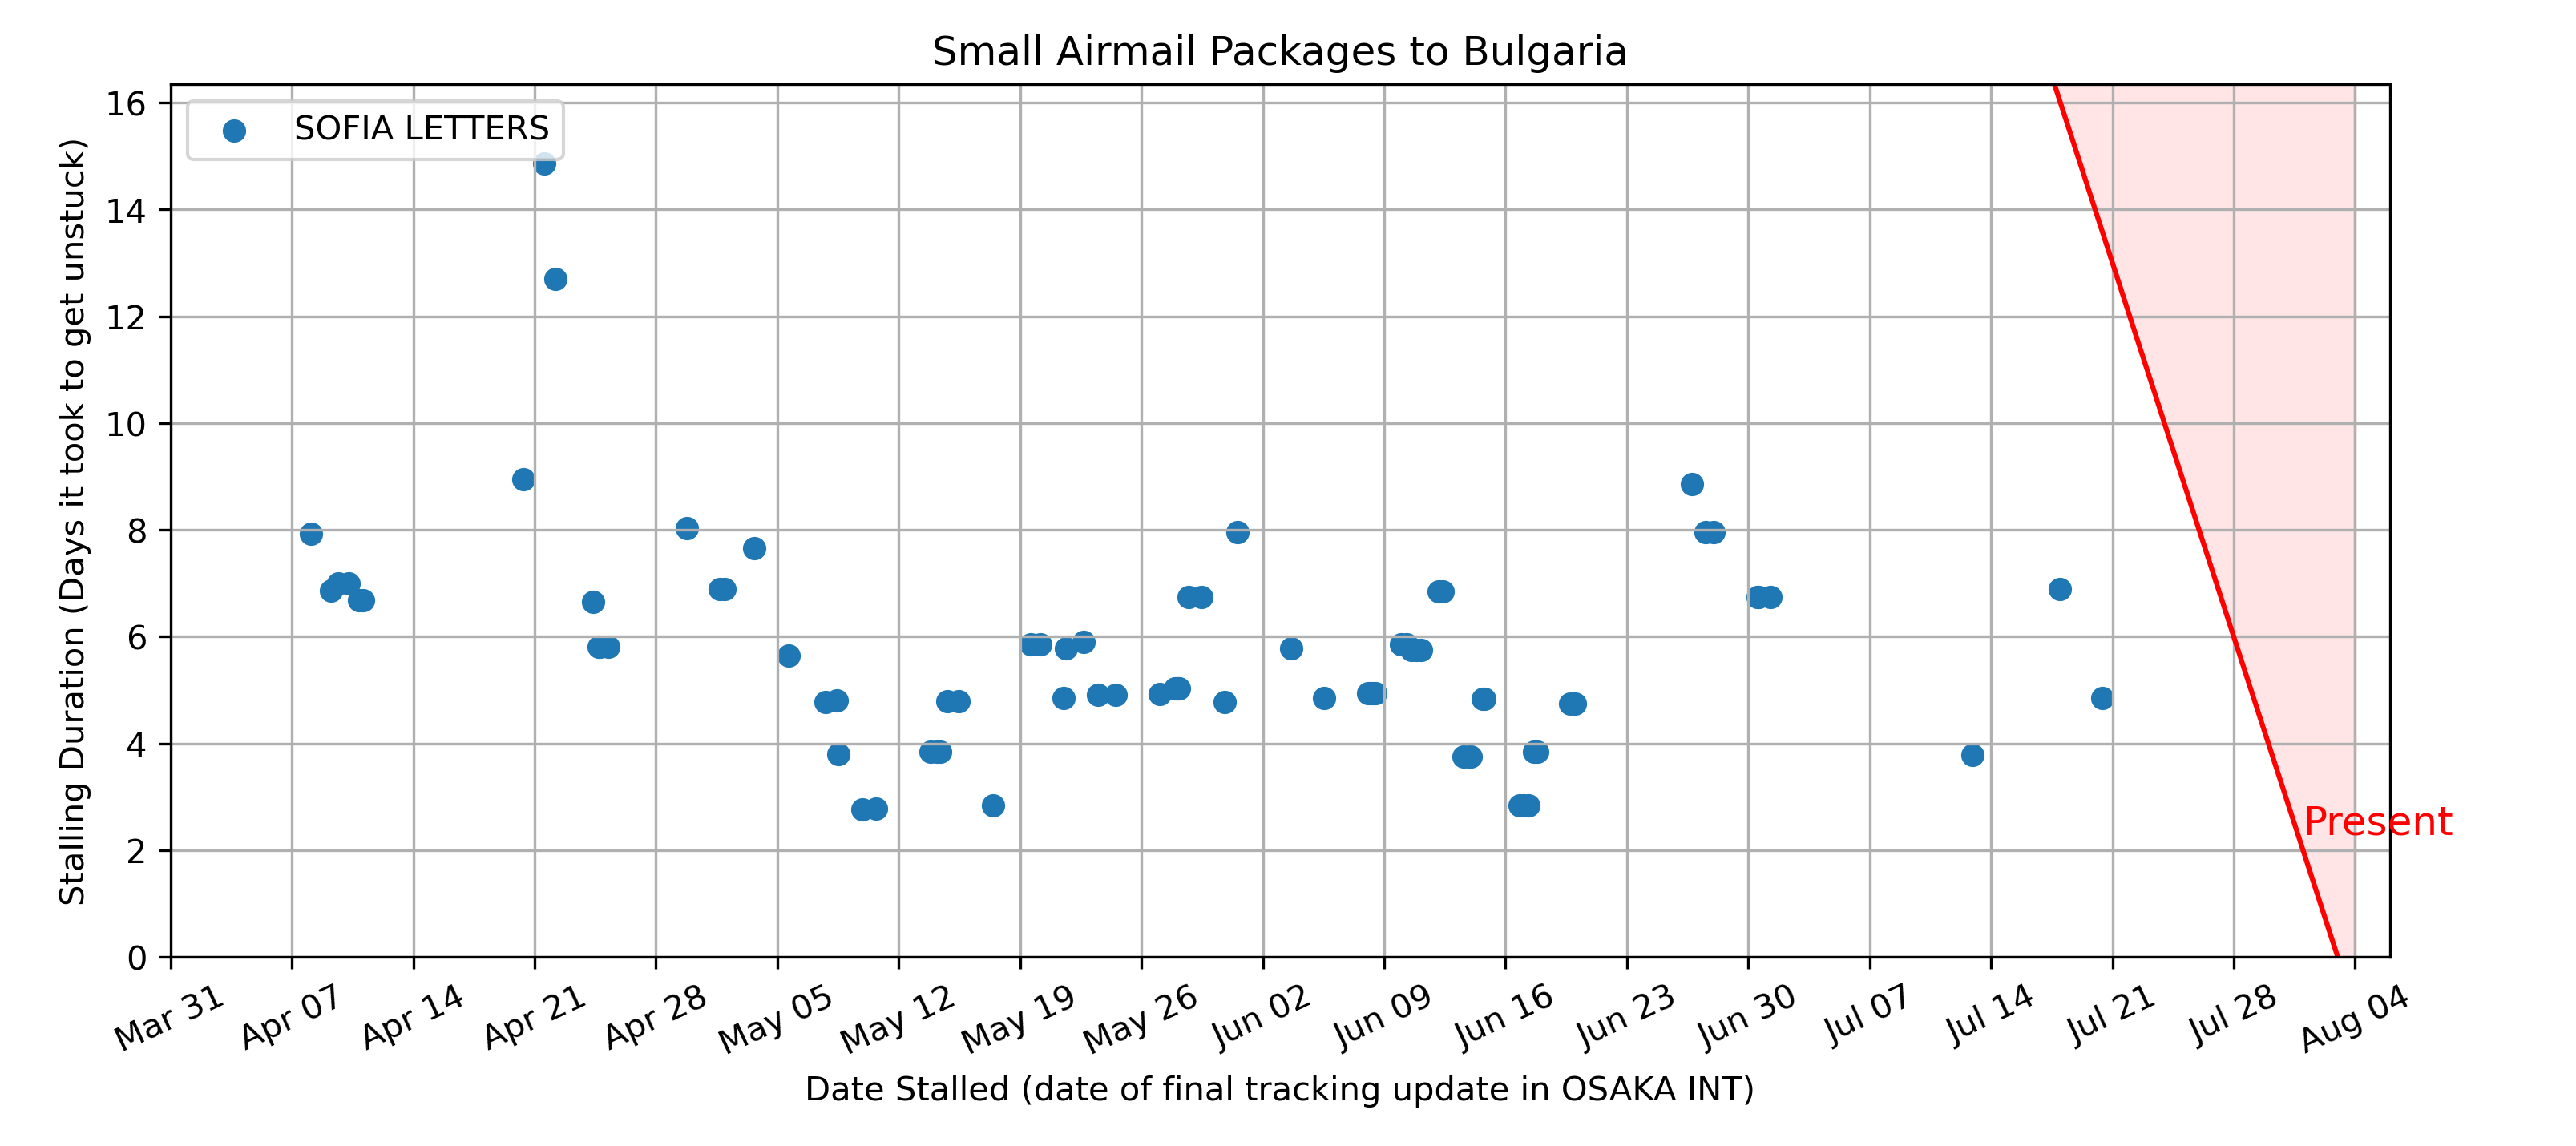 Small Airmail Packages to Bulgaria
SOFIA LETTERS
Stalling Duration (Days it took to get unstuck)
16
14
12
10
8
6
4
2
0
Present
Mar 31
Apr 07
Apr 14
Apr 21
Apr 28
May 05
May 12
May 19
May 26
Jun 02
Jun 09
Jun 16
Jun 23
Jun 30
Jul 07
Jul 14
Jul 21
Jul 28
Aug 04
Date Stalled (date of final tracking update in OSAKA INT)